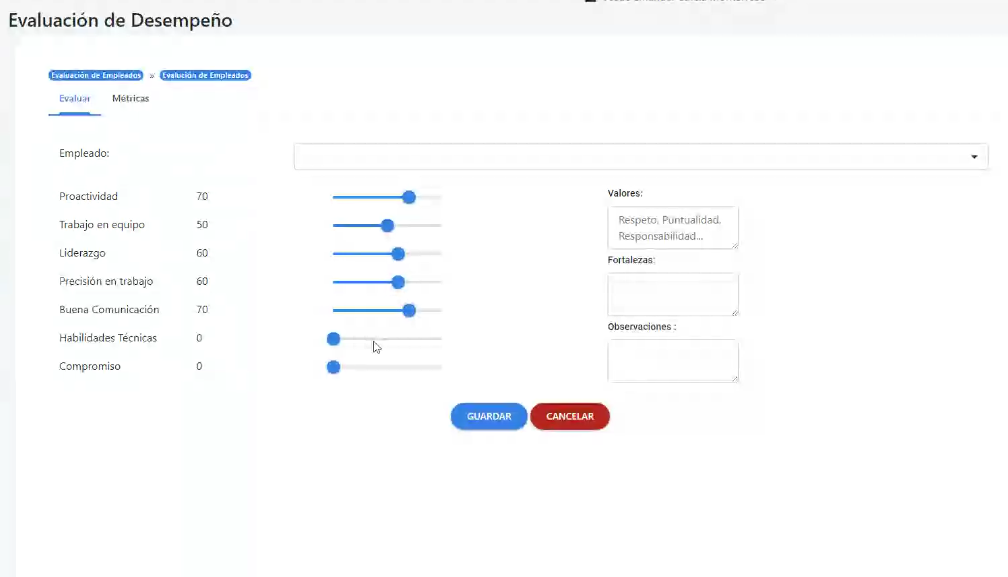 Evaluación de Desempeño
Evaluación de Empleados » Evalución de Empleados
Evaluar Métricas
Empleado:
Proactividad 70
Trabajo en equipo 50
Liderazgo 60
Precisión en trabajo 60
Buena Comunicación 70
Habilidades Técnicas 0
Compromiso 0
Valores:
Respeto, Puntualidad,
Responsabilidad...
Fortalezas:
Observaciones :
GUARDAR CANCELAR